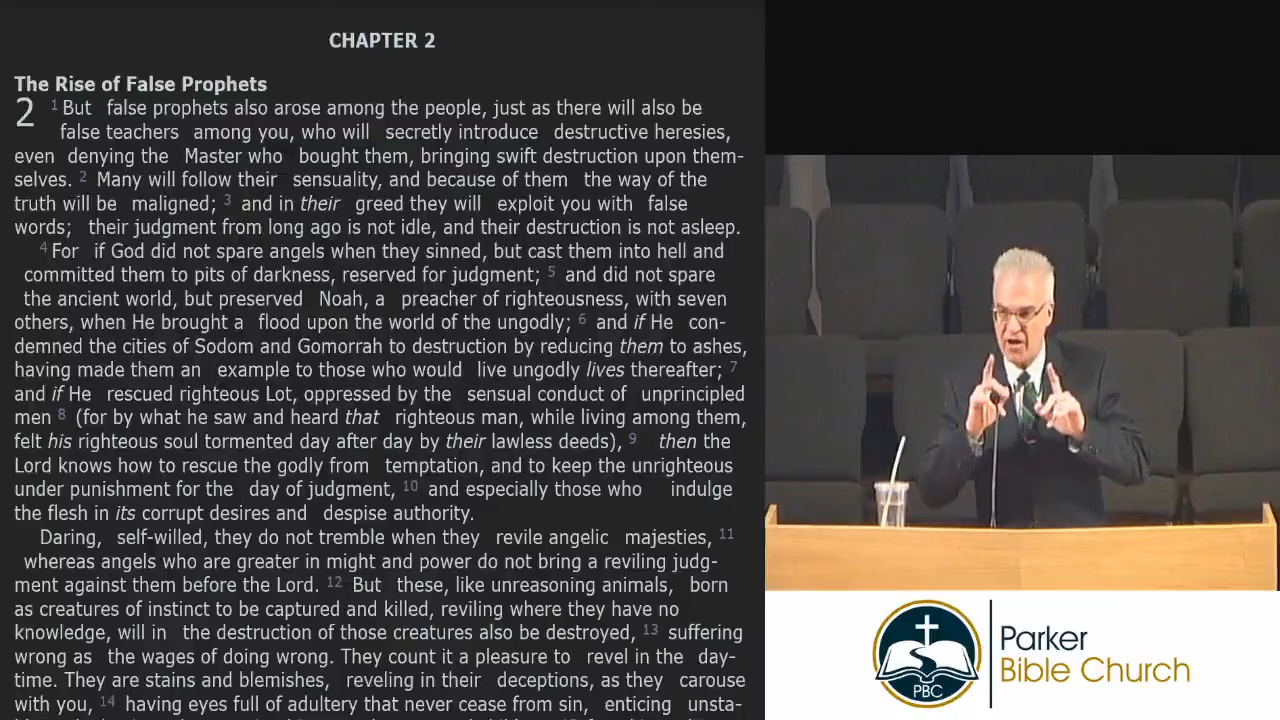 CHAPTER 2
The Rise of False Prophets
2 1 But false prophets also arose among the people, just as there will also be
false teachers among you, who will secretly introduce destructive heresies,
even denying the Master who bought them, bringing swift destruction upon them-
selves. 2 Many will follow their sensuality, and because of them the way of the
truth will be maligned; 3 and in their greed they will exploit you with false
words; their judgment from long ago is not idle, and their destruction is not asleep.
4 For if God did not spare angels when they sinned, but cast them into hell and
committed them to pits of darkness, reserved for judgment; 5 and did not spare
the ancient world, but preserved Noah, a preacher of righteousness, with seven
others, when He brought a flood upon the world of the ungodly; 6 and if He con-
demned the cities of Sodom and Gomorrah to destruction by reducing them to ashes,
having made them an example to those who would live ungodly lives thereafter; 7
and if He rescued righteous Lot, oppressed by the sensual conduct of unprincipled
men 8 (for by what he saw and heard that righteous man, while living among them,
felt his righteous soul tormented day after day by their lawless deeds), 9 then the
Lord knows how to rescue the godly from temptation, and to keep the unrighteous
under punishment for the day of judgment, 10 and especially those who indulge
the flesh in its corrupt desires and despise authority.
Daring, self-willed, they do not tremble when they revile angelic majesties, 11
whereas angels who are greater in might and power do not bring a reviling judg-
ment against them before the Lord. 12 But these, like unreasoning animals, born
as creatures of instinct to be captured and killed, reviling where they have no
knowledge, will in the destruction of those creatures also be destroyed, 13 suffering
wrong as the wages of doing wrong. They count it a pleasure to revel in the day-
time. They are stains and blemishes, reveling in their deceptions, as they carouse
with you, 14 having eyes full of adultery that never cease from sin, enticing unsta-
PBC
Parker
Bible Church